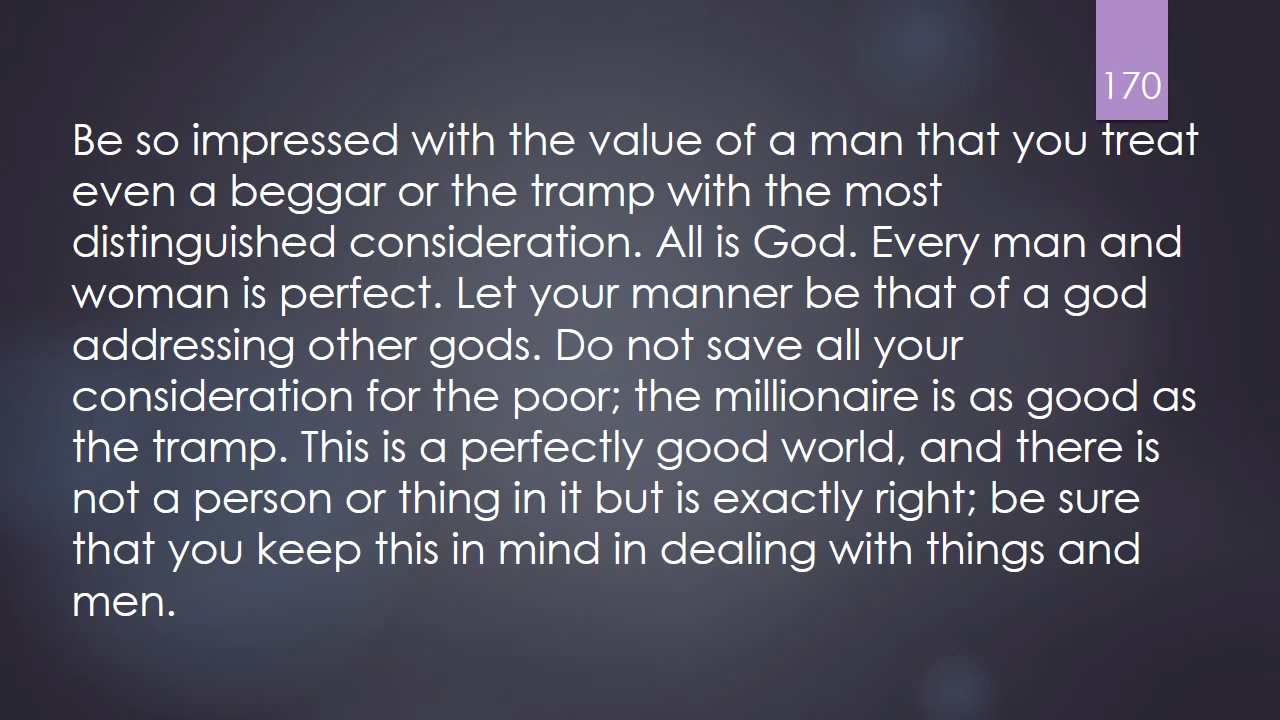 170
Be so impressed with the value of a man that you treat
even a beggar or the tramp with the most
distinguished consideration. All is God. Every man and
woman is perfect. Let your manner be that of a god
addressing other gods. Do not save all your
consideration for the poor; the millionaire is as good as
the tramp. This is a perfectly good world, and there is
not a person or thing in it but is exactly right; be sure
that you keep this in mind in dealing with things and
men.